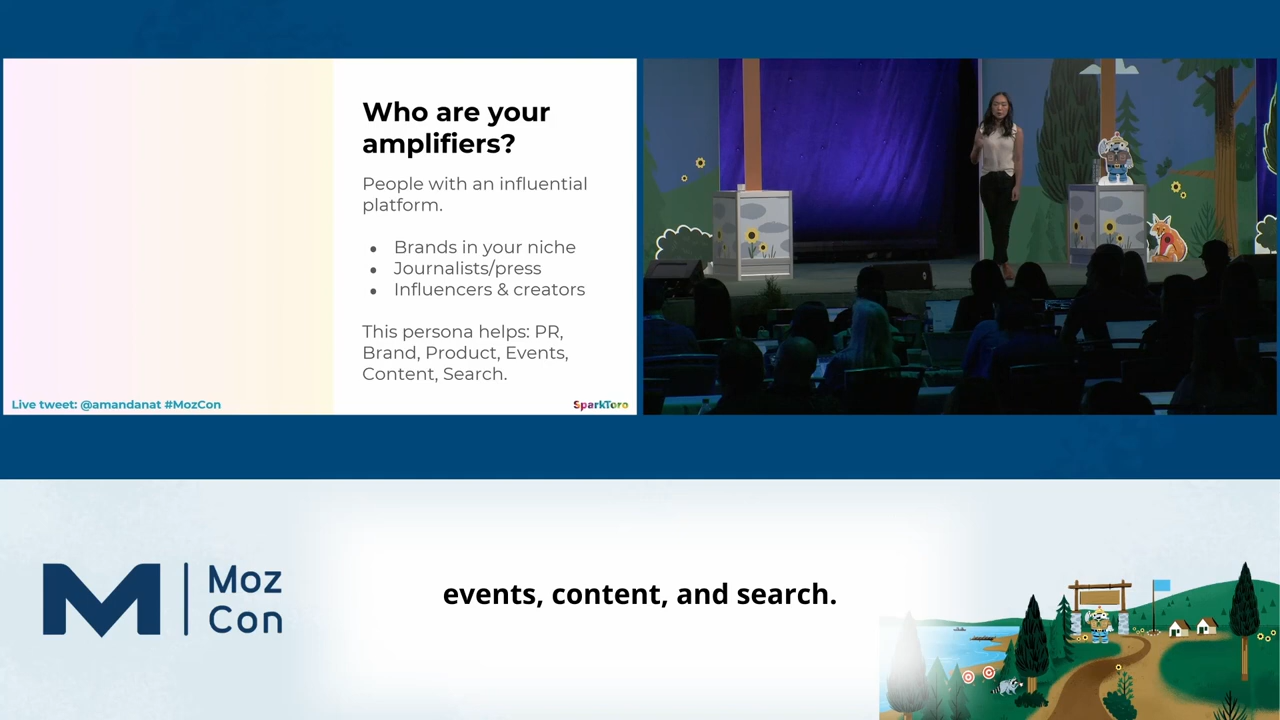 Who are your
amplifiers?
People with an influential
platform.
● Brands in your niche
● Journalists/press
● Influencers & creators
This persona helps: PR,
Brand, Product, Events,
Content, Search.
Live tweet: @amandanat #MozCon
SparkToro
M | Moz
Con
events, content, and search.